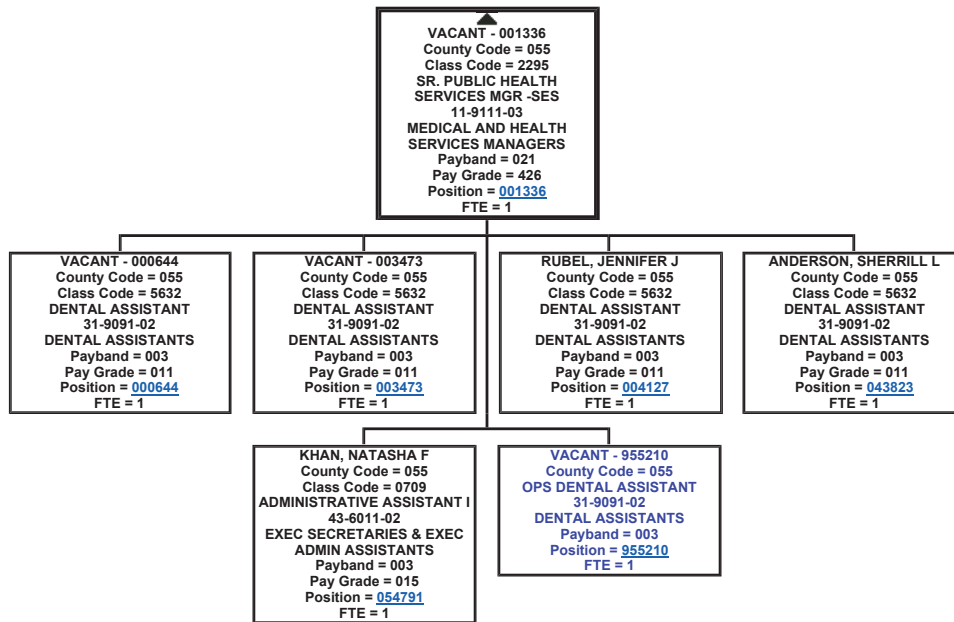 VACANT - 001336
County Code = 055
Class Code = 2295
SR. PUBLIC HEALTH
SERVICES MGR -SES
11-9111-03
MEDICAL AND HEALTH
SERVICES MANAGERS
Payband = 021
Pay Grade = 426
Position = 001336
FTE = 1
VACANT - 000644
County Code = 055
Class Code = 5632
DENTAL ASSISTANT
31-9091-02
DENTAL ASSISTANTS
Payband = 003
Pay Grade = 011
Position = 000644
FTE = 1
VACANT - 003473
County Code = 055
Class Code = 5632
DENTAL ASSISTANT
31-9091-02
DENTAL ASSISTANTS
Payband = 003
Pay Grade = 011
Position = 003473
FTE = 1
RUBEL, JENNIFER J
County Code = 055
Class Code = 5632
DENTAL ASSISTANT
31-9091-02
DENTAL ASSISTANTS
Payband = 003
Pay Grade = 011
Position = 004127
FTE = 1
ANDERSON, SHERRILL L
County Code = 055
Class Code = 5632
DENTAL ASSISTANT
31-9091-02
DENTAL ASSISTANTS
Payband = 003
Pay Grade = 011
Position = 043823
FTE = 1
KHAN, NATASHA F
County Code = 055
Class Code = 0709
ADMINISTRATIVE ASSISTANT I
43-6011-02
EXEC SECRETARIES & EXEC
ADMIN ASSISTANTS
Payband = 003
Pay Grade = 015
Position = 054791
FTE = 1
VACANT - 955210
County Code = 055
OPS DENTAL ASSISTANT
31-9091-02
DENTAL ASSISTANTS
Payband = 003
Position = 955210
FTE = 1